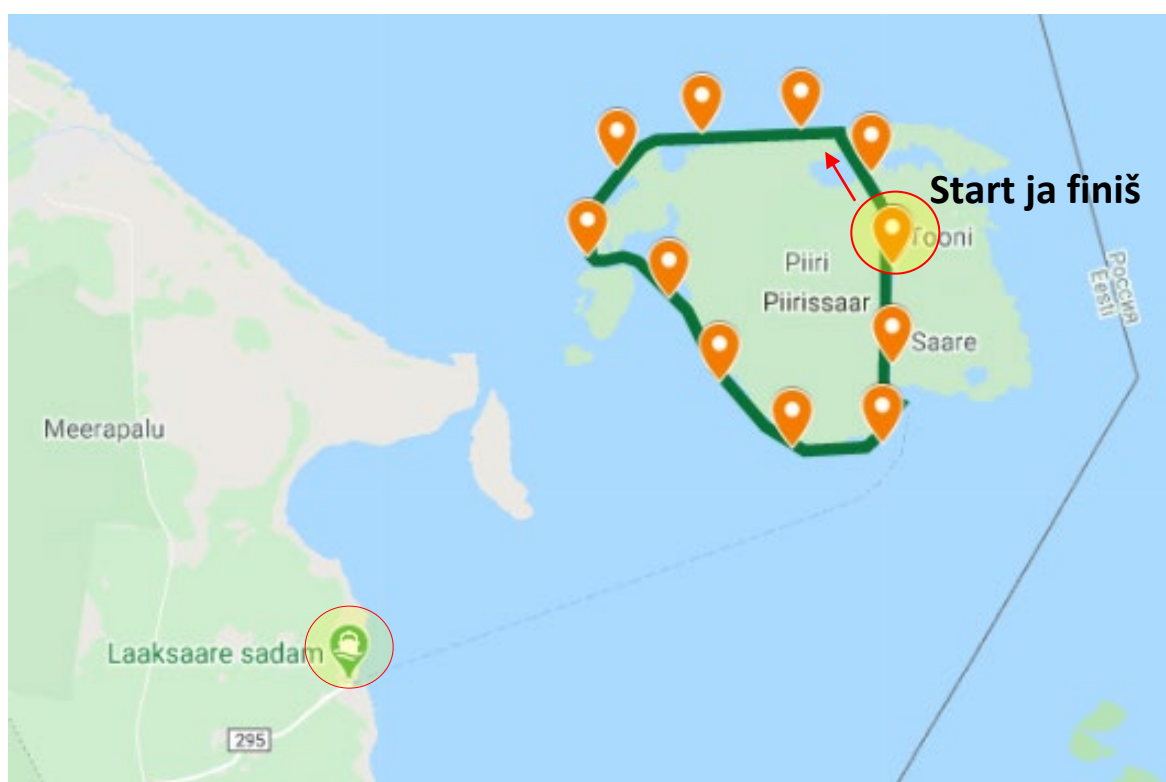 Start ja finiš
Tooni
Piiri
Piirissaar
Saare
Россия
Eesti
Meerapalu
Laaksaare sadam
295